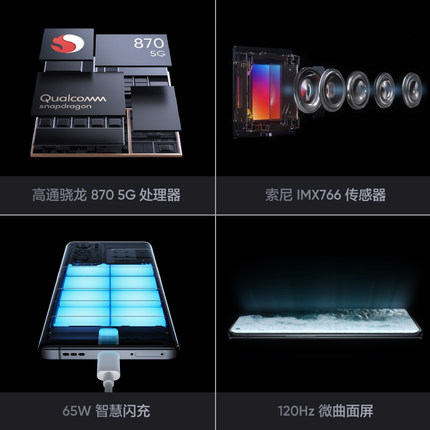 870
5G
Qualcomm
snapdragon
高通骁龙 870 5G 处理器
索尼 IMX766 传感器
65W 智慧闪充
120Hz 微曲面屏